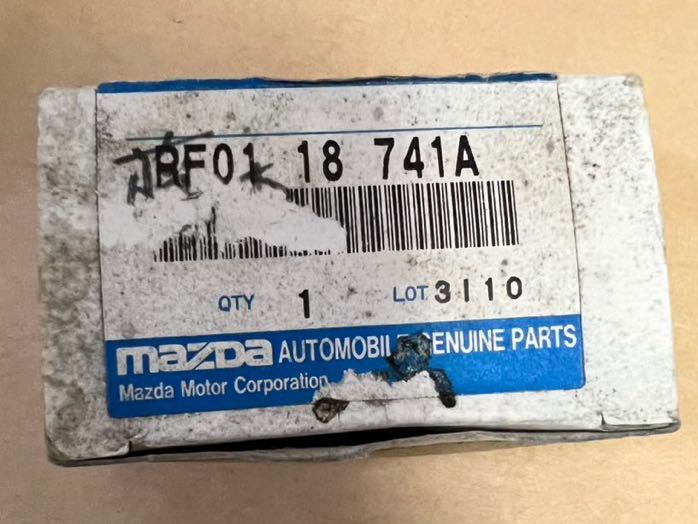 RF01 18 741A
QTY 1 LOT 3110
mazda AUTOMOBILE GENUINE PARTS
Mazda Motor Corporation